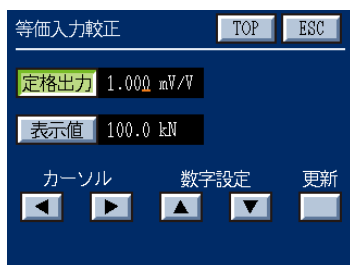 等価入力較正 TOP ESC
定格出力 1.000 mV/V
表示値 100.0 kN
カーソル 数字設定 更新
◀ ▶ ▲ ▼